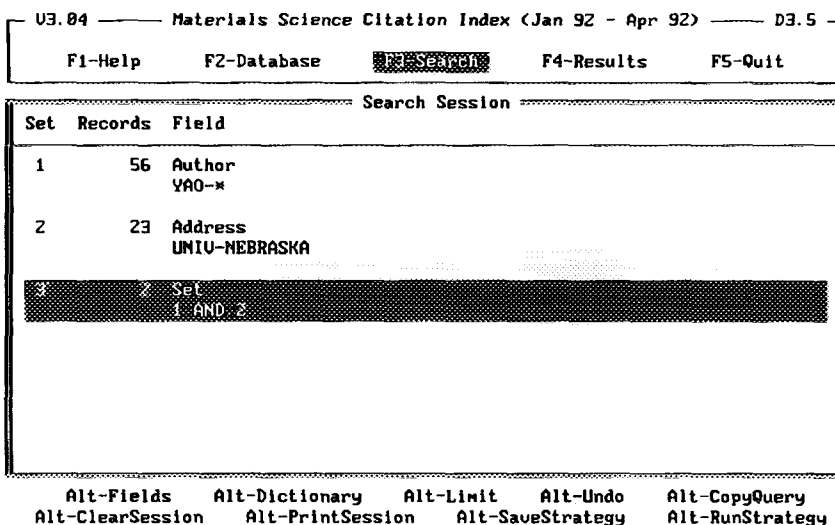 V3.04 Materials Science Citation Index (Jan 92 - Apr 92) D3.5
F1-Help F2-Database F3-Search F4-Results F5-Quit
Search Session
Set Records Field
1 56 Author
YAO-*
2 23 Address
UNIV-NEBRASKA
3 2 Set
1 AND 2
Alt-Fields Alt-Dictionary Alt-Limit Alt-Undo Alt-CopyQuery
Alt-ClearSession Alt-PrintSession Alt-SaveStrategy Alt-RunStrategy